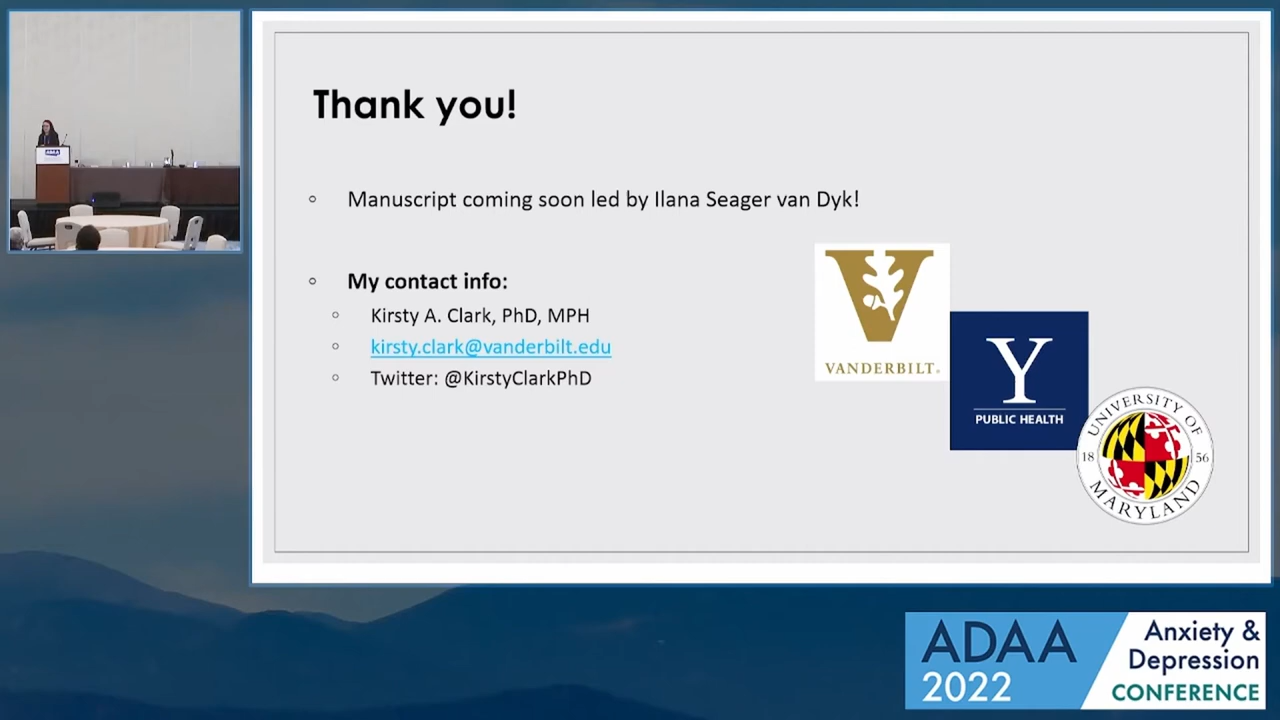 Thank you!
Manuscript coming soon led by Ilana Seager van Dyk!
My contact info:
Kirsty A. Clark, PhD, MPH
kirsty.clark@vanderbilt.edu
Twitter: @KirstyClarkPhD
V
VANDERBILT®
Y
PUBLIC HEALTH
UNIVERSITY OF
18 56
MARYLAND
ADAA
2022
Anxiety &
Depression
CONFERENCE
ADAA